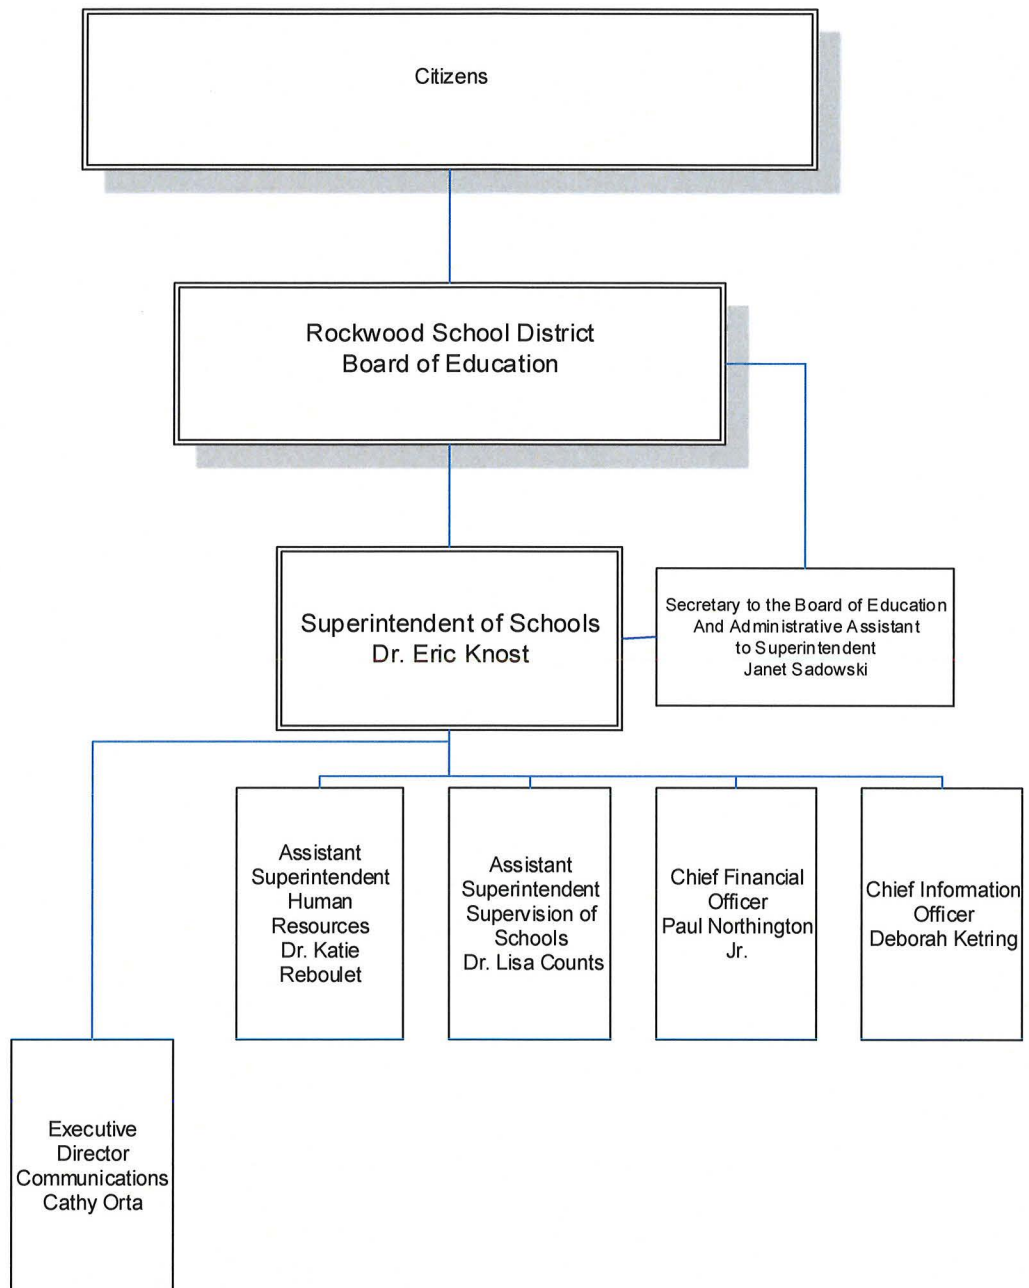 Citizens
Rockwood School District
Board of Education
Superintendent of Schools
Dr. Eric Knost
Secretary to the Board of Education
And Administrative Assistant
to Superintendent
Janet Sadowski
Assistant
Superintendent
Human
Resources
Dr. Katie
Reboulet
Assistant
Superintendent
Supervision of
Schools
Dr. Lisa Counts
Chief Financial
Officer
Paul Northington
Jr.
Chief Information
Officer
Deborah Ketring
Executive
Director
Communications
Cathy Orta